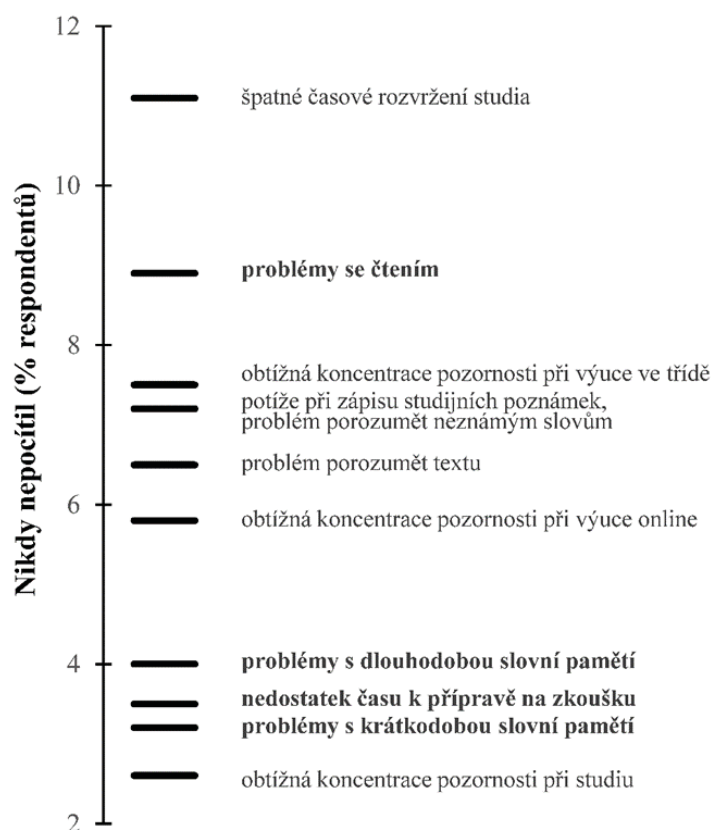 12
špatné časové rozvržení studia
10
problémy se čtením
8
obtížná koncentrace pozornosti při výuce ve třídě
potíže při zápisu studijních poznámek,
problém porozumět neznámým slovům
problém porozumět textu
6
obtížná koncentrace pozornosti při výuce online
4
problémy s dlouhodobou slovní pamětí
nedostatek času k přípravě na zkoušku
problémy s krátkodobou slovní pamětí
obtížná koncentrace pozornosti při studiu
2
Nikdy nepocítil (% respondentů)